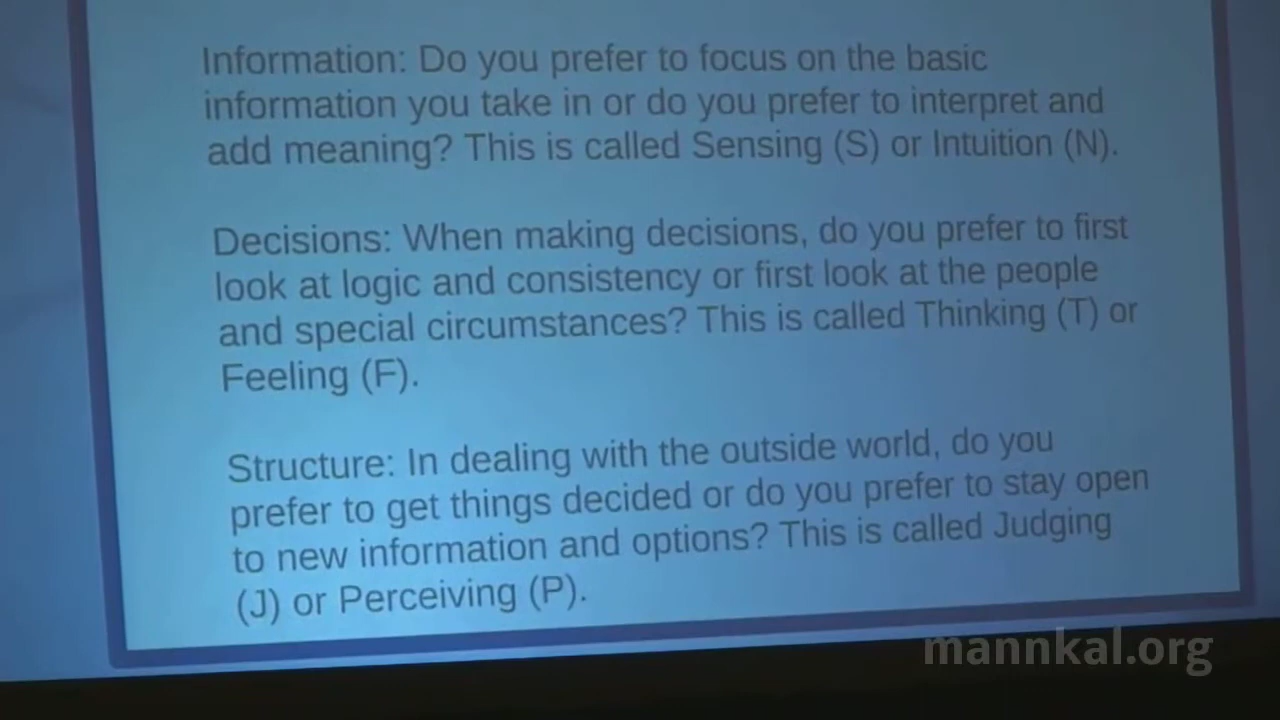 Information: Do you prefer to focus on the basic
information you take in or do you prefer to interpret and
add meaning? This is called Sensing (S) or Intuition (N).
Decisions: When making decisions, do you prefer to first
look at logic and consistency or first look at the people
and special circumstances? This is called Thinking (T) or
Feeling (F).
Structure: In dealing with the outside world, do you
prefer to get things decided or do you prefer to stay open
to new information and options? This is called Judging
(J) or Perceiving (P).
mannkal.org